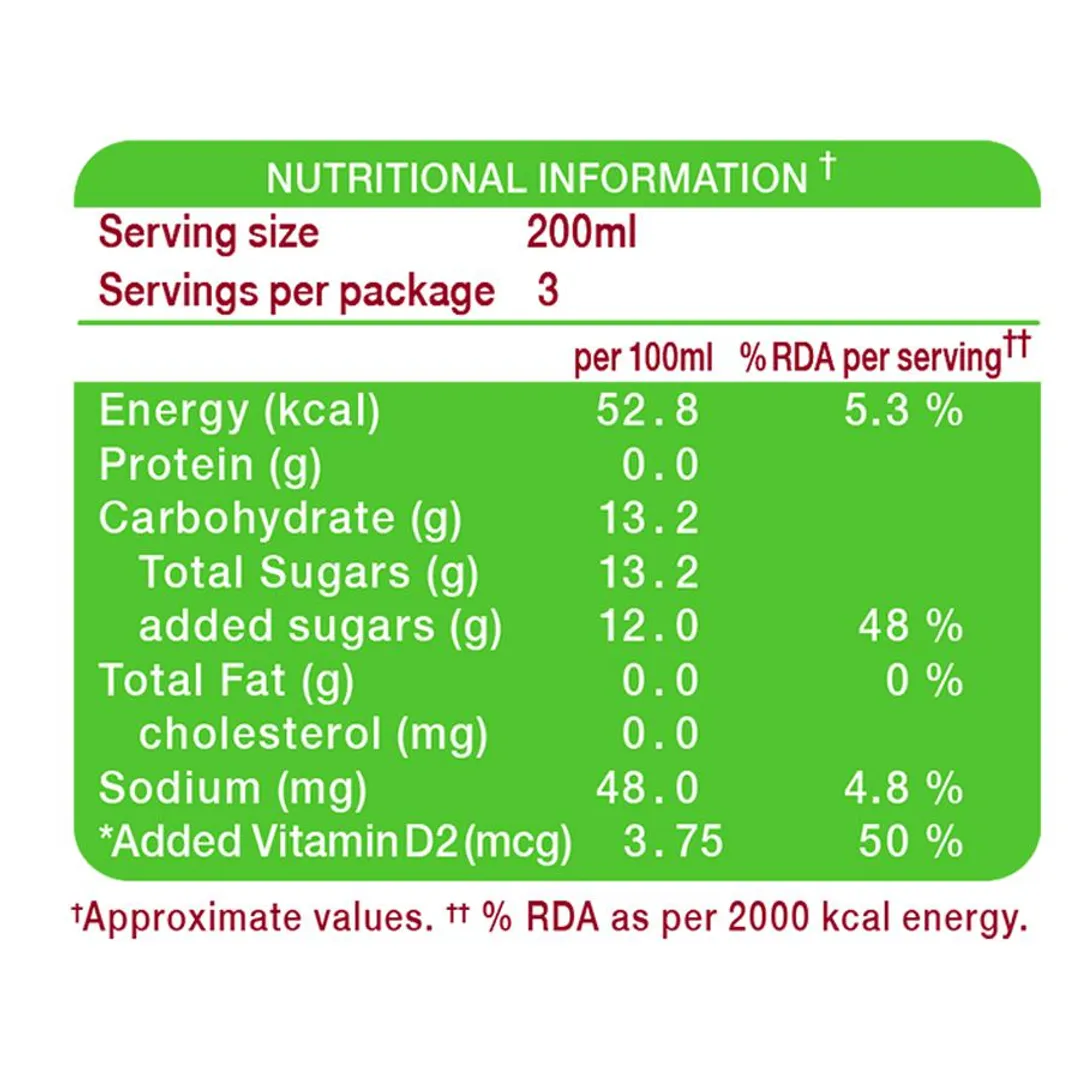 NUTRITIONAL INFORMATION †
Serving size 200ml
Servings per package 3
per 100ml % RDA per serving††
Energy (kcal) 52.8 5.3 %
Protein (g) 0.0
Carbohydrate (g) 13.2
Total Sugars (g) 13.2
added sugars (g) 12.0 48 %
Total Fat (g) 0.0 0 %
cholesterol (mg) 0.0
Sodium (mg) 48.0 4.8 %
*Added Vitamin D2 (mcg) 3.75 50 %
†Approximate values. †† % RDA as per 2000 kcal energy.